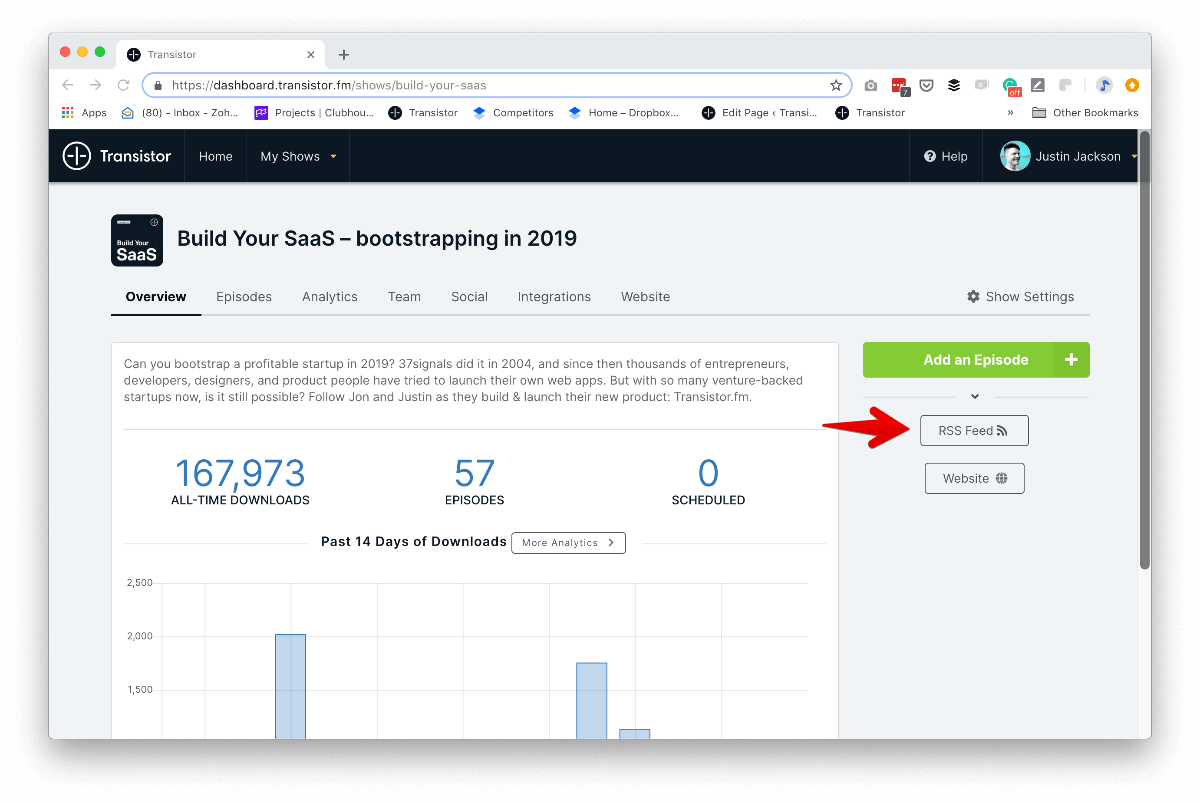 Transistor
https://dashboard.transistor.fm/shows/build-your-saas
7
off
Apps (80) – Inbox - Zoh... Projects | Clubhou... Transistor Competitors Home – Dropbox... Edit Page ‹ Transi... Transistor » Other Bookmarks
Transistor Home My Shows Help Justin Jackson
Build Your
SaaS
Build Your SaaS – bootstrapping in 2019
Overview Episodes Analytics Team Social Integrations Website Show Settings
Can you bootstrap a profitable startup in 2019? 37signals did it in 2004, and since then thousands of entrepreneurs,
developers, designers, and product people have tried to launch their own web apps. But with so many venture-backed
startups now, is it still possible? Follow Jon and Justin as they build & launch their new product: Transistor.fm.
Add an Episode +
RSS Feed
Website
167,973 57 0
ALL-TIME DOWNLOADS EPISODES SCHEDULED
Past 14 Days of Downloads More Analytics
2,500
2,000
1,500